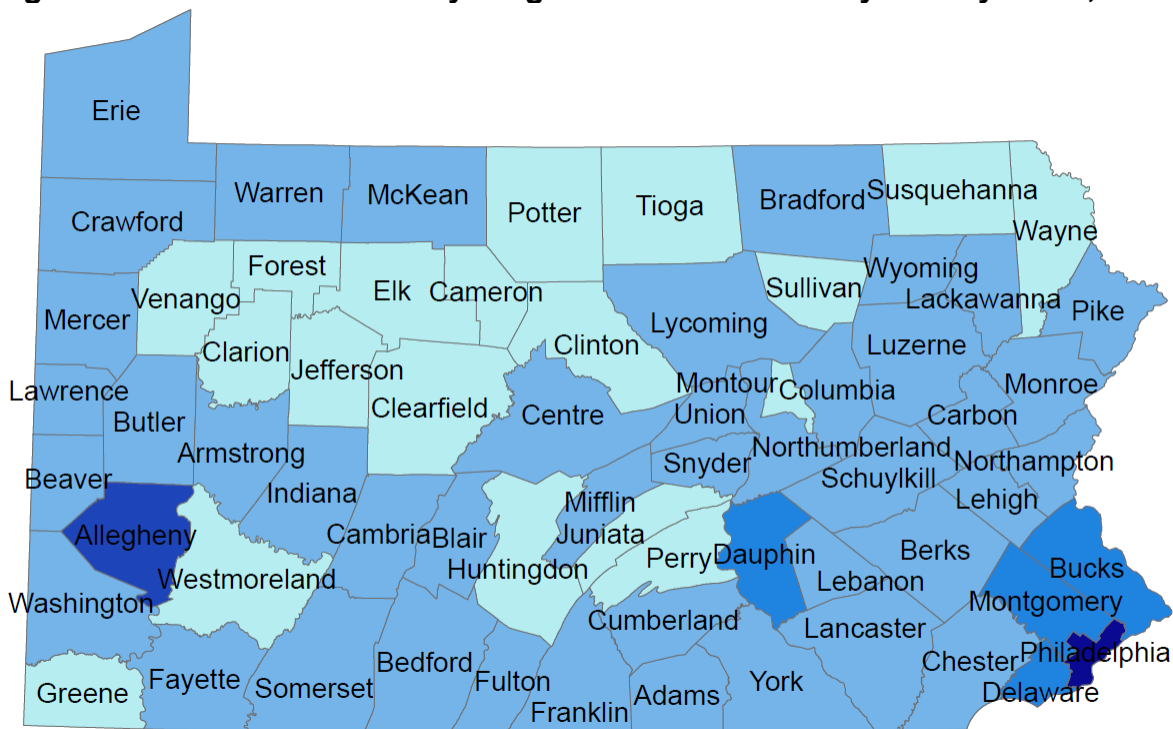 Erie
Warren
McKean
Crawford
Potter
Tioga
Bradford
Susquehanna
Wayne
Forest
Venango
Elk
Cameron
Sullivan
Wyoming
Lackawanna
Pike
Mercer
Lycoming
Clarion
Jefferson
Clinton
Luzerne
Lawrence
Butler
Clearfield
Centre
Montour
Columbia
Monroe
Union
Carbon
Armstrong
Northumberland
Beaver
Indiana
Snyder
Schuylkill
Northampton
Mifflin
Lehigh
Allegheny
Cambria
Blair
Juniata
Perry
Dauphin
Berks
Bucks
Westmoreland
Huntingdon
Lebanon
Washington
Montgomery
Cumberland
Lancaster
Greene
Fayette
Somerset
Bedford
Fulton
Franklin
Adams
York
Chester
Philadelphia
Delaware